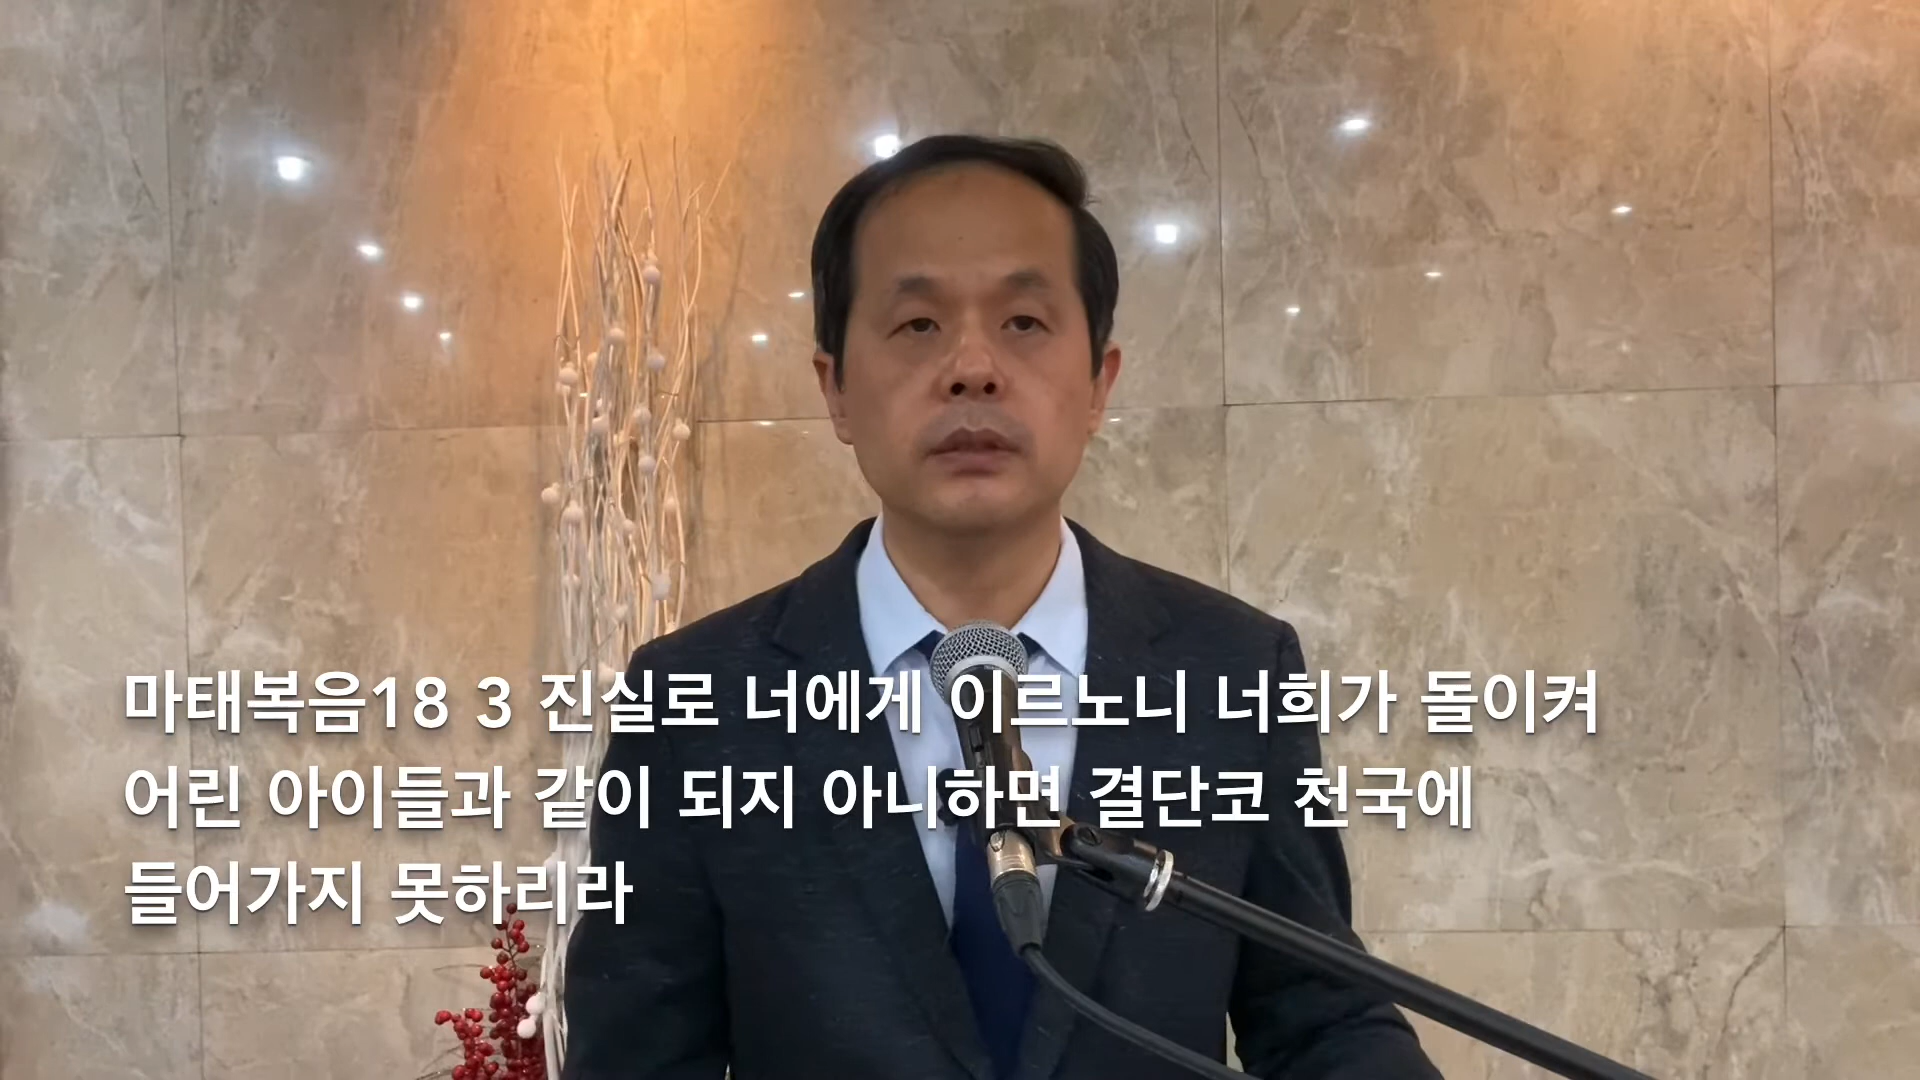 마태복음18 3 진실로 너에게 이르노니 너희가 돌이켜
어린 아이들과 같이 되지 아니하면 결단코 천국에
들어가지 못하리라